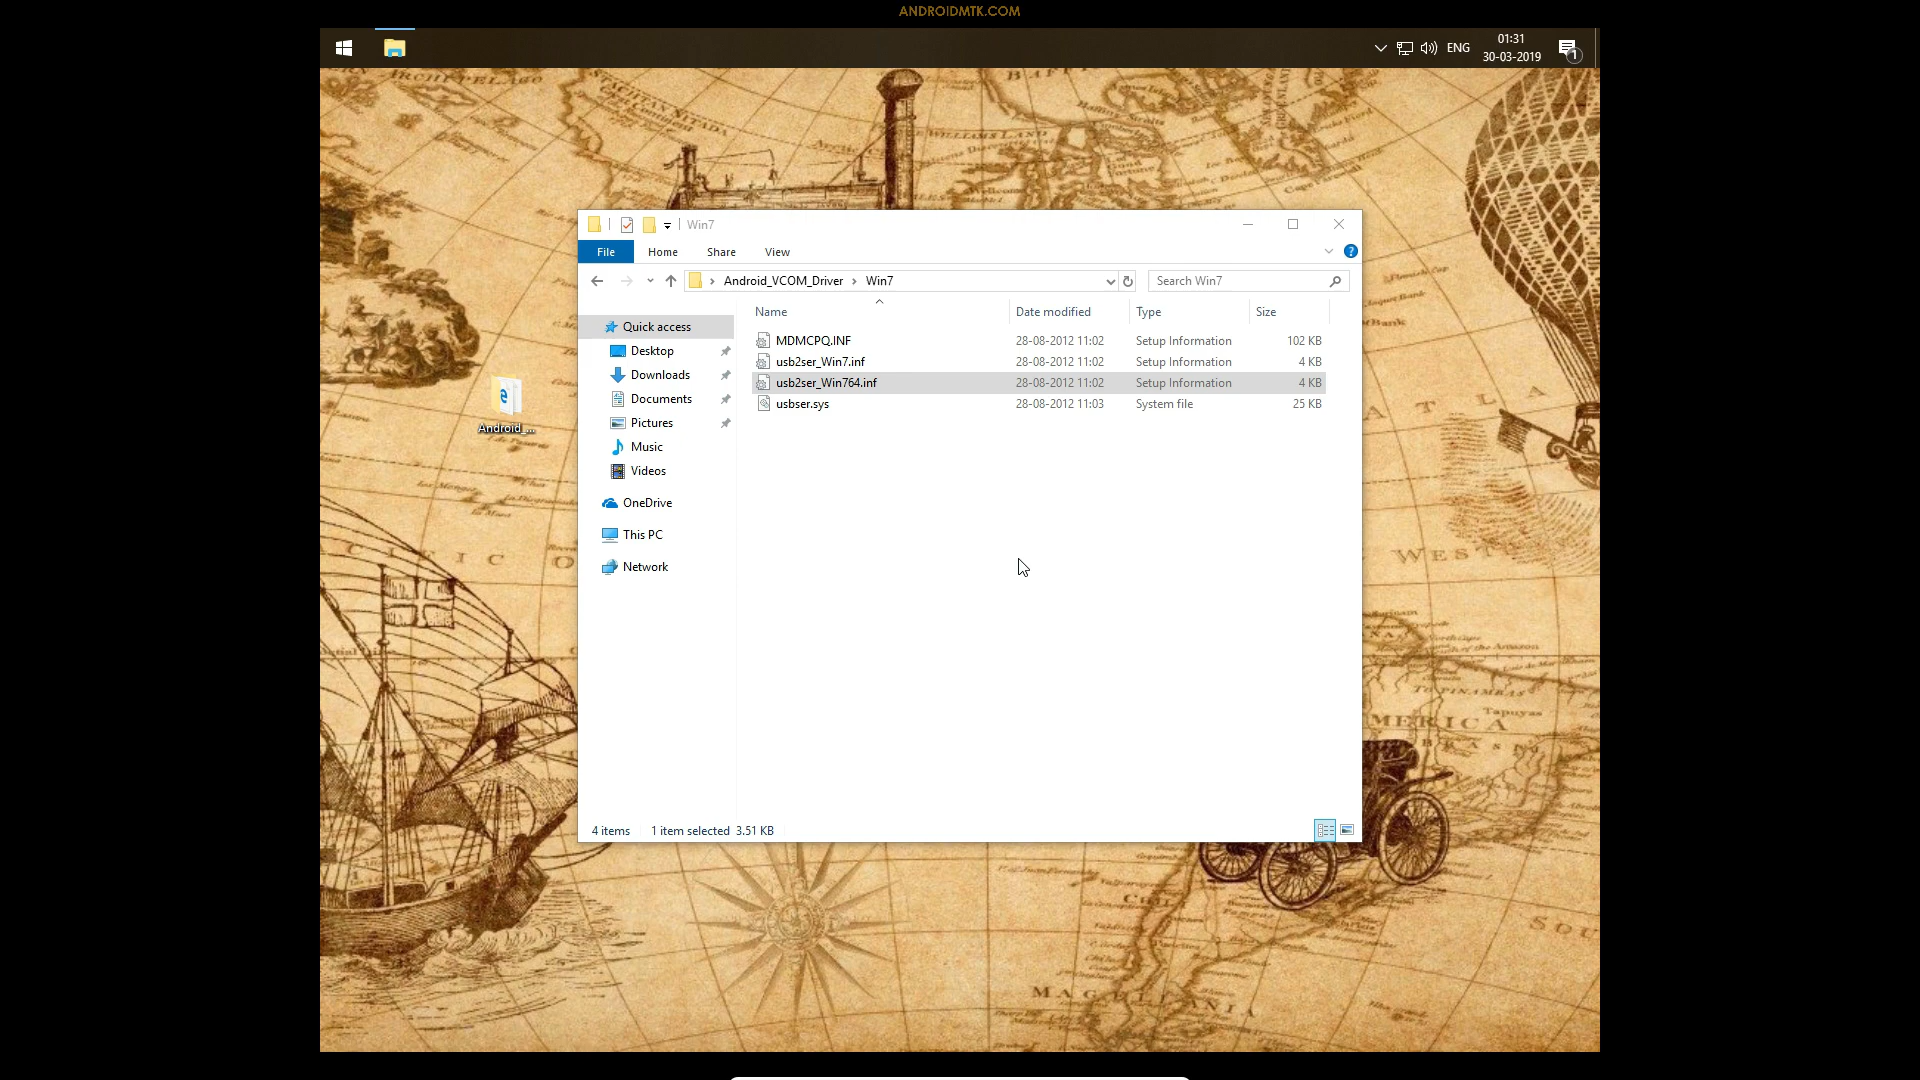 ANDROIDMTK.COM
ENG
01:31
30-03-2019
1
Win7
File Home Share View
Android_VCOM_Driver Win7
Search Win7
Name Date modified Type Size
Quick access
Desktop
Downloads
Documents
Pictures
Music
Videos
OneDrive
This PC
Network
MDMCPQ.INF 28-08-2012 11:02 Setup Information 102 KB
usb2ser_Win7.inf 28-08-2012 11:02 Setup Information 4 KB
usb2ser_Win764.inf 28-08-2012 11:02 Setup Information 4 KB
usbser.sys 28-08-2012 11:03 System file 25 KB
4 items 1 item selected 3.51 KB
Android_...
WEST
MERICA